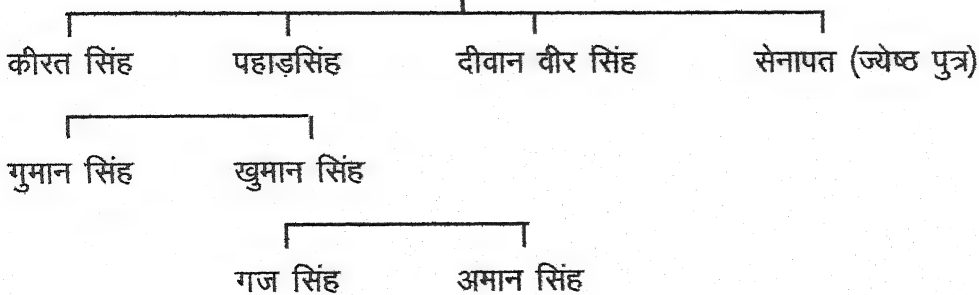 कीरत सिंह पहाड़सिंह दीवान वीर सिंह सेनापत (ज्येष्ठ पुत्र)
गुमान सिंह खुमान सिंह
गज सिंह अमान सिंह